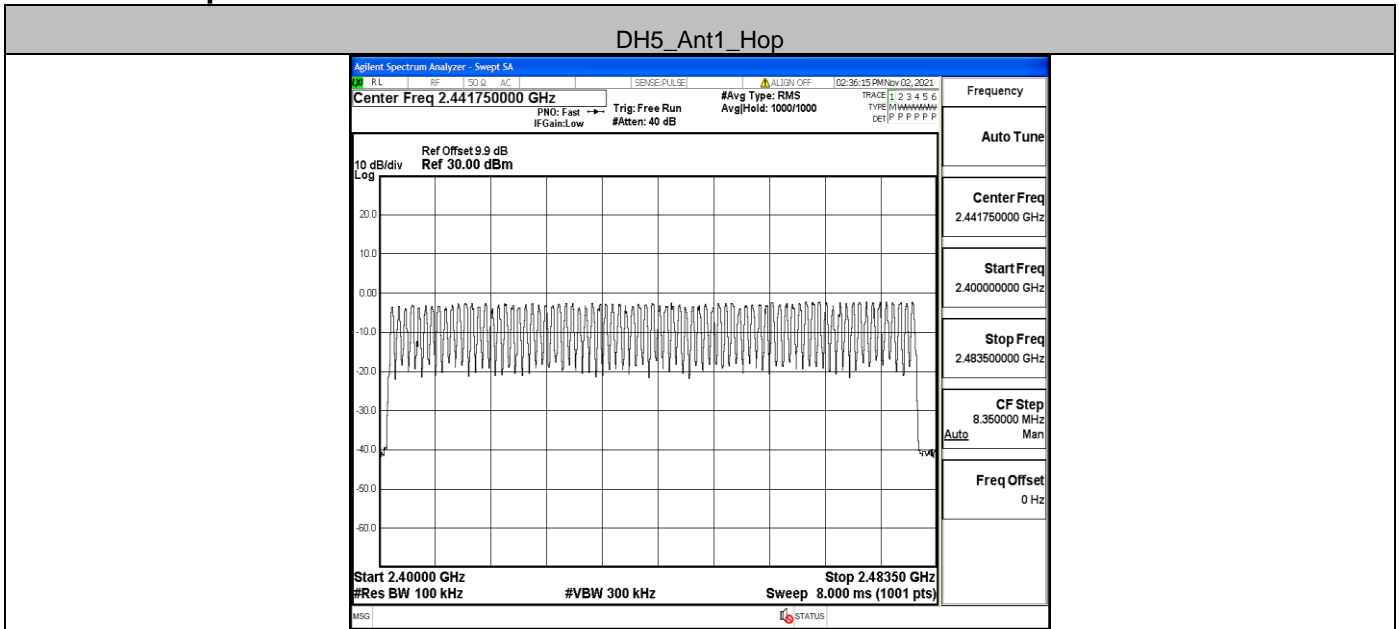 DH5_Ant1_Hop
Agilent Spectrum Analyzer - Swept SA
RL RF 50 Ω AC SENSE:PULSE ALIGN OFF 02:36:15 PM Nov 02, 2021
Center Freq 2.441750000 GHz
PNO: Fast
IFGain:Low
Trig: Free Run
#Atten: 40 dB
#Avg Type: RMS
Avg|Hold: 1000/1000
TRACE 1 2 3 4 5 6
TYPE M WWWWW
DET P P P P P P
Ref Offset 9.9 dB
10 dB/div Ref 30.00 dBm
Log
20.0
10.0
0.00
-10.0
-20.0
-30.0
-40.0
-50.0
-60.0
Start 2.40000 GHz Stop 2.48350 GHz
#Res BW 100 kHz #VBW 300 kHz Sweep 8.000 ms (1001 pts)
MSG STATUS
Frequency
Auto Tune
Center Freq
2.441750000 GHz
Start Freq
2.400000000 GHz
Stop Freq
2.483500000 GHz
CF Step
8.350000 MHz
Auto Man
Freq Offset
0 Hz